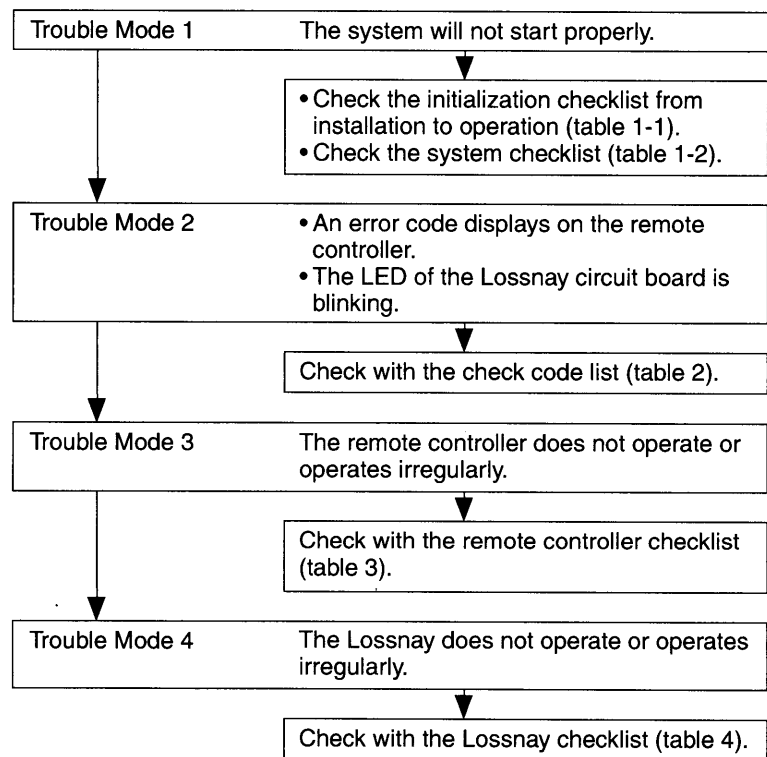 Trouble Mode 1 The system will not start properly.
• Check the initialization checklist from
installation to operation (table 1-1).
• Check the system checklist (table 1-2).
Trouble Mode 2 • An error code displays on the remote
controller.
• The LED of the Lossnay circuit board is
blinking.
Check with the check code list (table 2).
Trouble Mode 3 The remote controller does not operate or
operates irregularly.
Check with the remote controller checklist
(table 3).
Trouble Mode 4 The Lossnay does not operate or operates
irregularly.
Check with the Lossnay checklist (table 4).